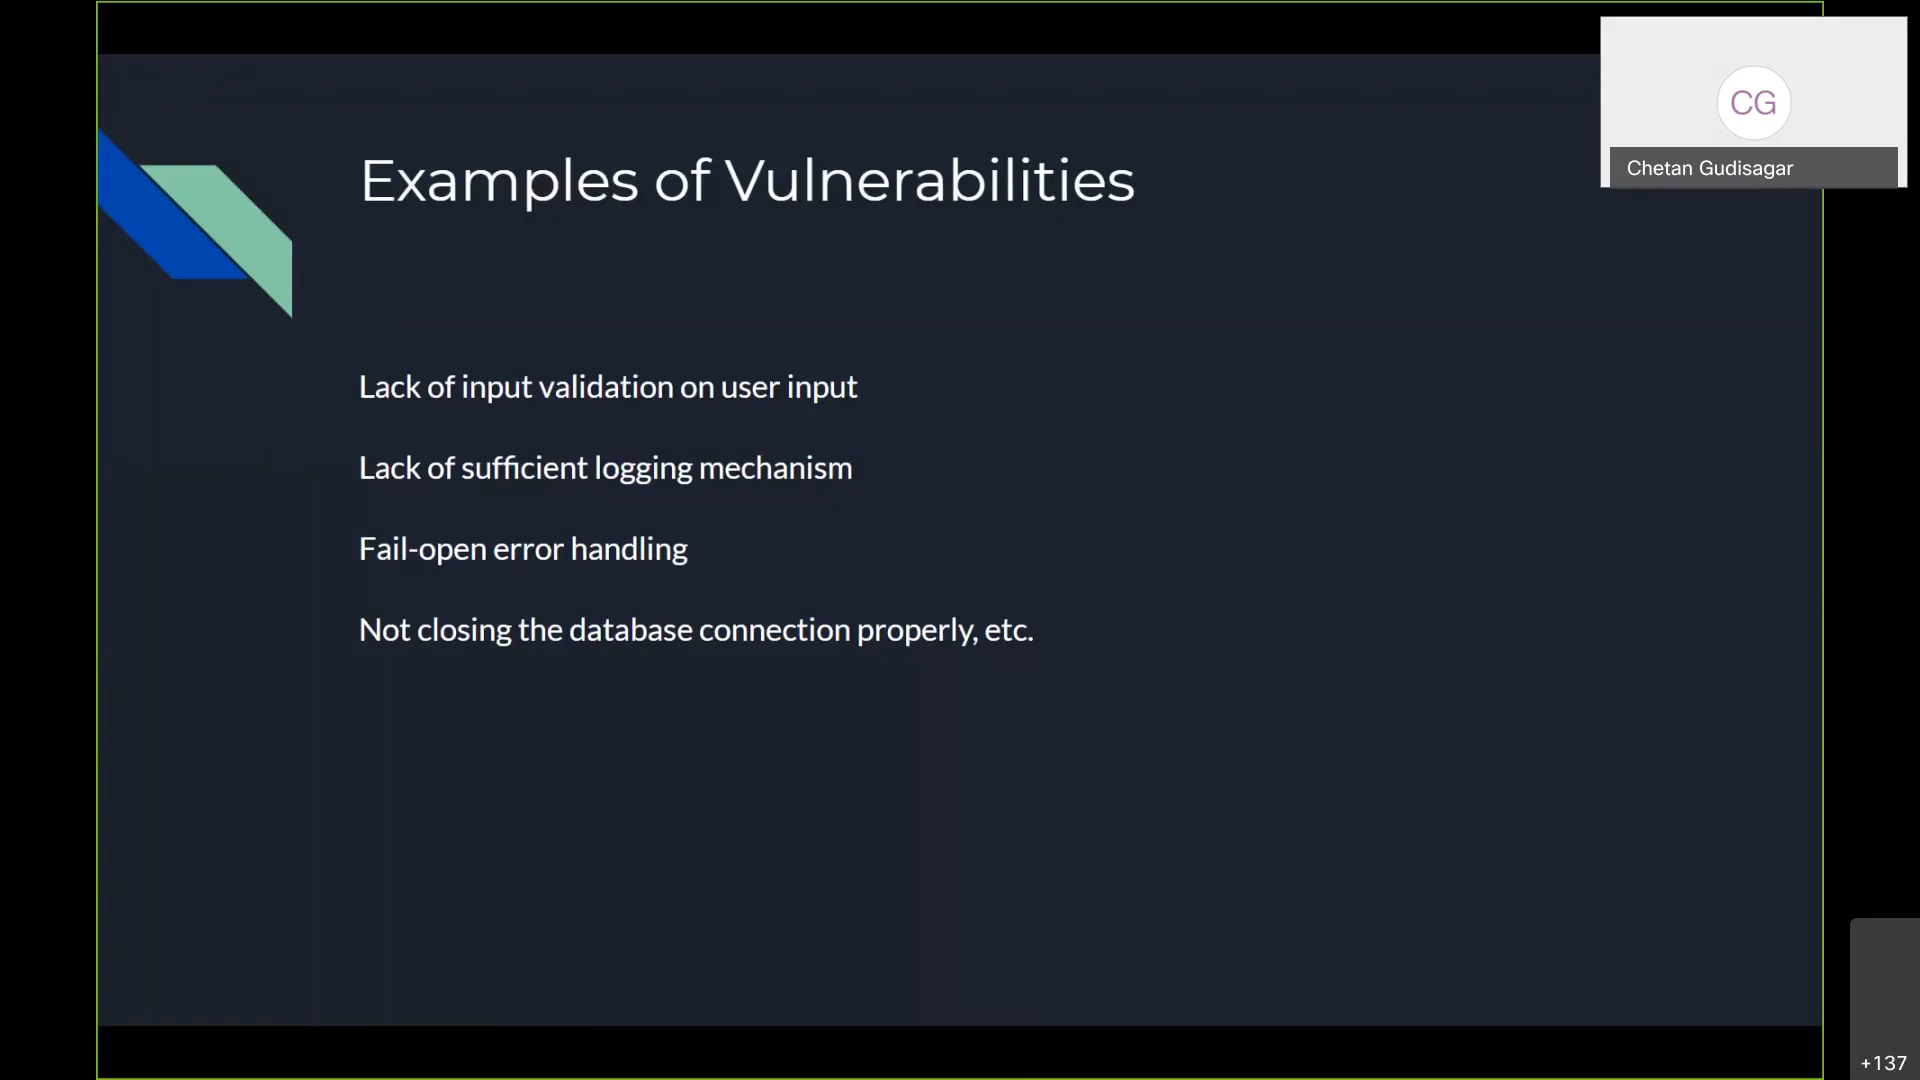 CG
Chetan Gudisagar
Examples of Vulnerabilities
Lack of input validation on user input
Lack of sufficient logging mechanism
Fail-open error handling
Not closing the database connection properly, etc.
+137